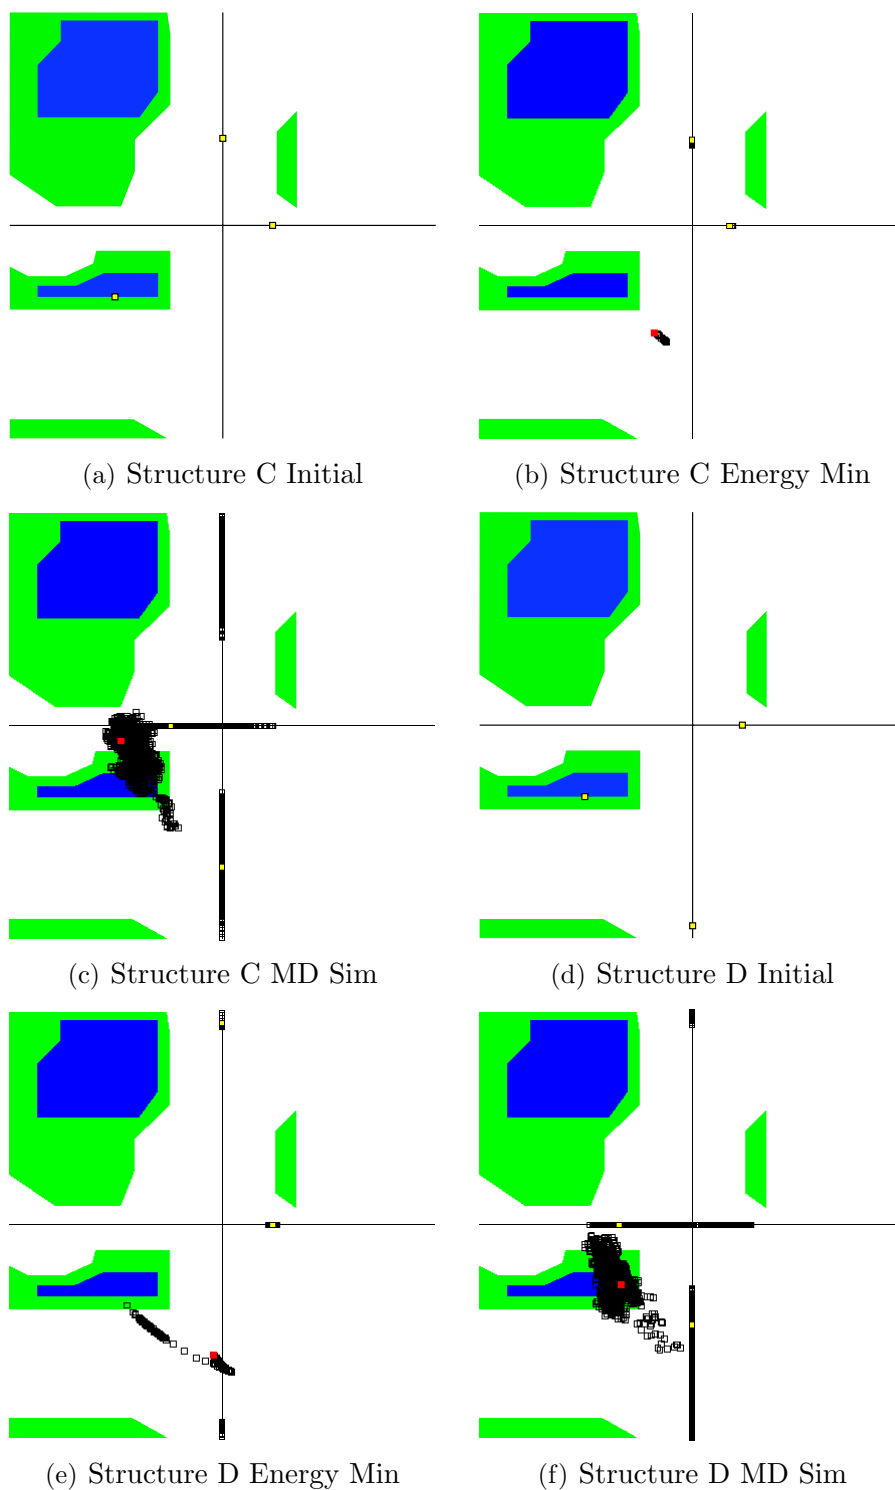 (a) Structure C Initial
(b) Structure C Energy Min
(c) Structure C MD Sim
(d) Structure D Initial
(e) Structure D Energy Min
(f) Structure D MD Sim